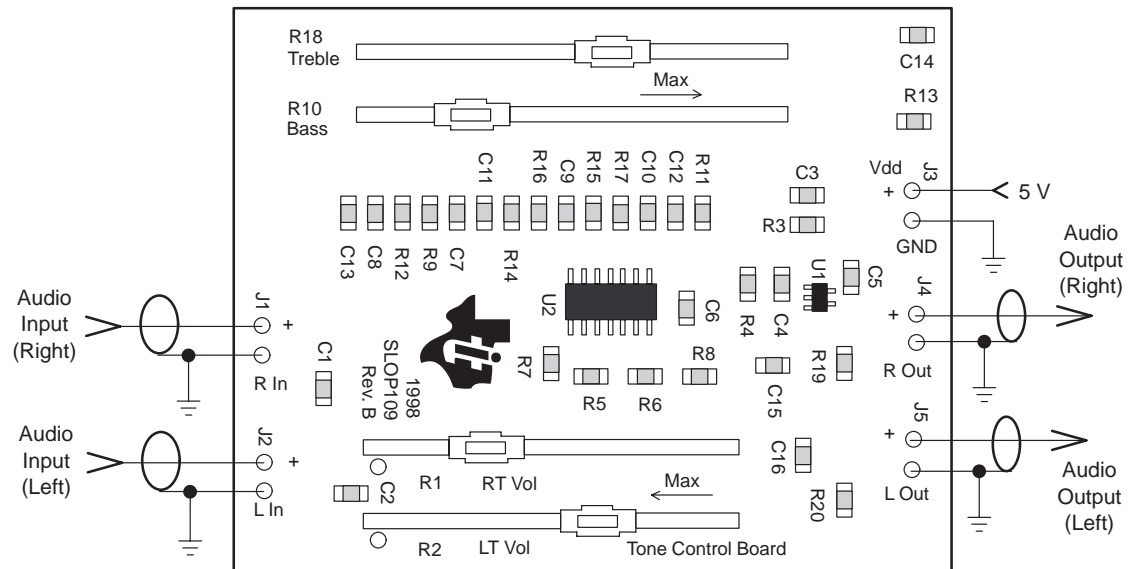 R18
Treble
Max
R10
Bass
C14
R13
C11
R16
C9
R15
R17
C10
C12
R11
C3
Vdd
J3
+
5 V
C13
C8
R12
R9
C7
R14
R3
GND
Audio
Output
(Right)
Audio
Input
(Right)
J1
+
R In
U2
C6
R4
C4
U1
C5
J4
+
R Out
C1
1998
SLOP109
Rev. B
R7
R5
R6
R8
C15
R19
Audio
Input
(Left)
J2
+
L In
C2
R1
RT Vol
Max
C16
R20
J5
+
L Out
Audio
Output
(Left)
R2
LT Vol
Tone Control Board